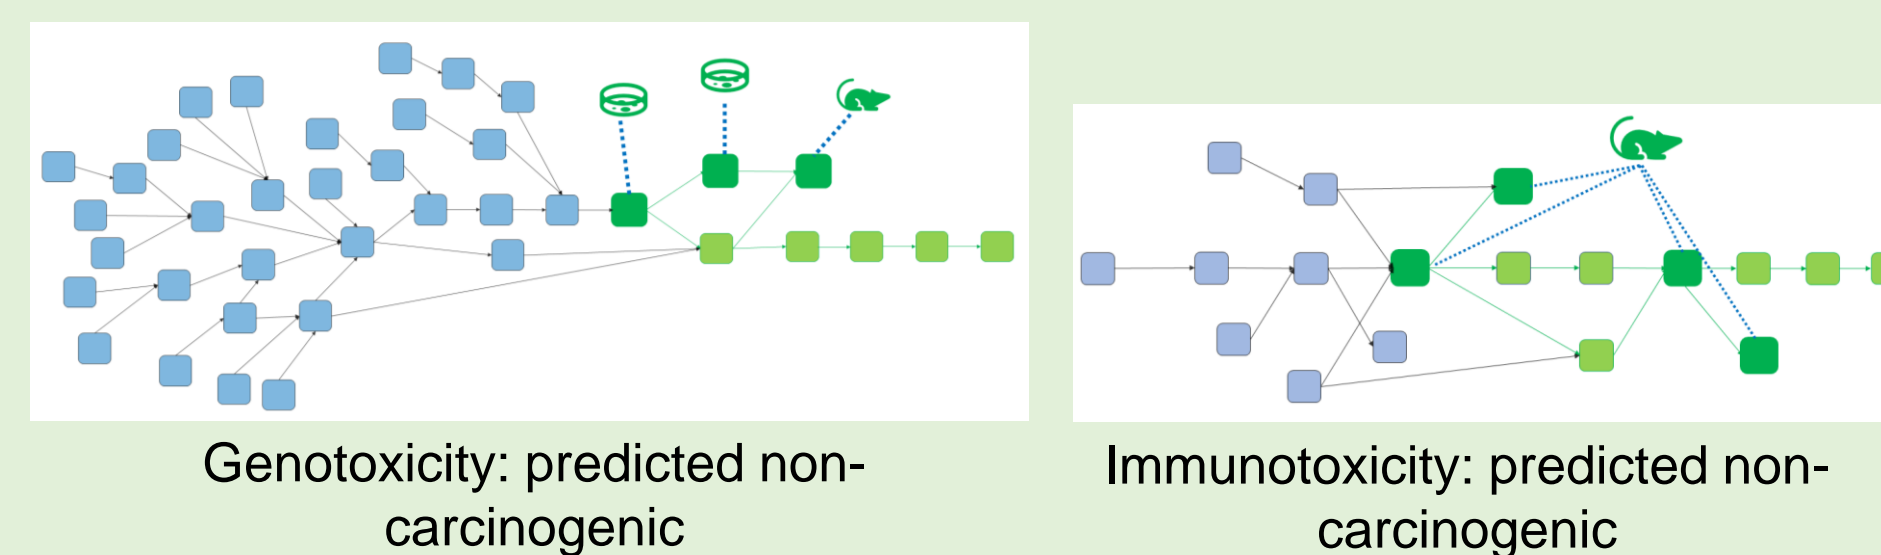 Genotoxicity: predicted non-
carcinogenic
Immunotoxicity: predicted non-
carcinogenic